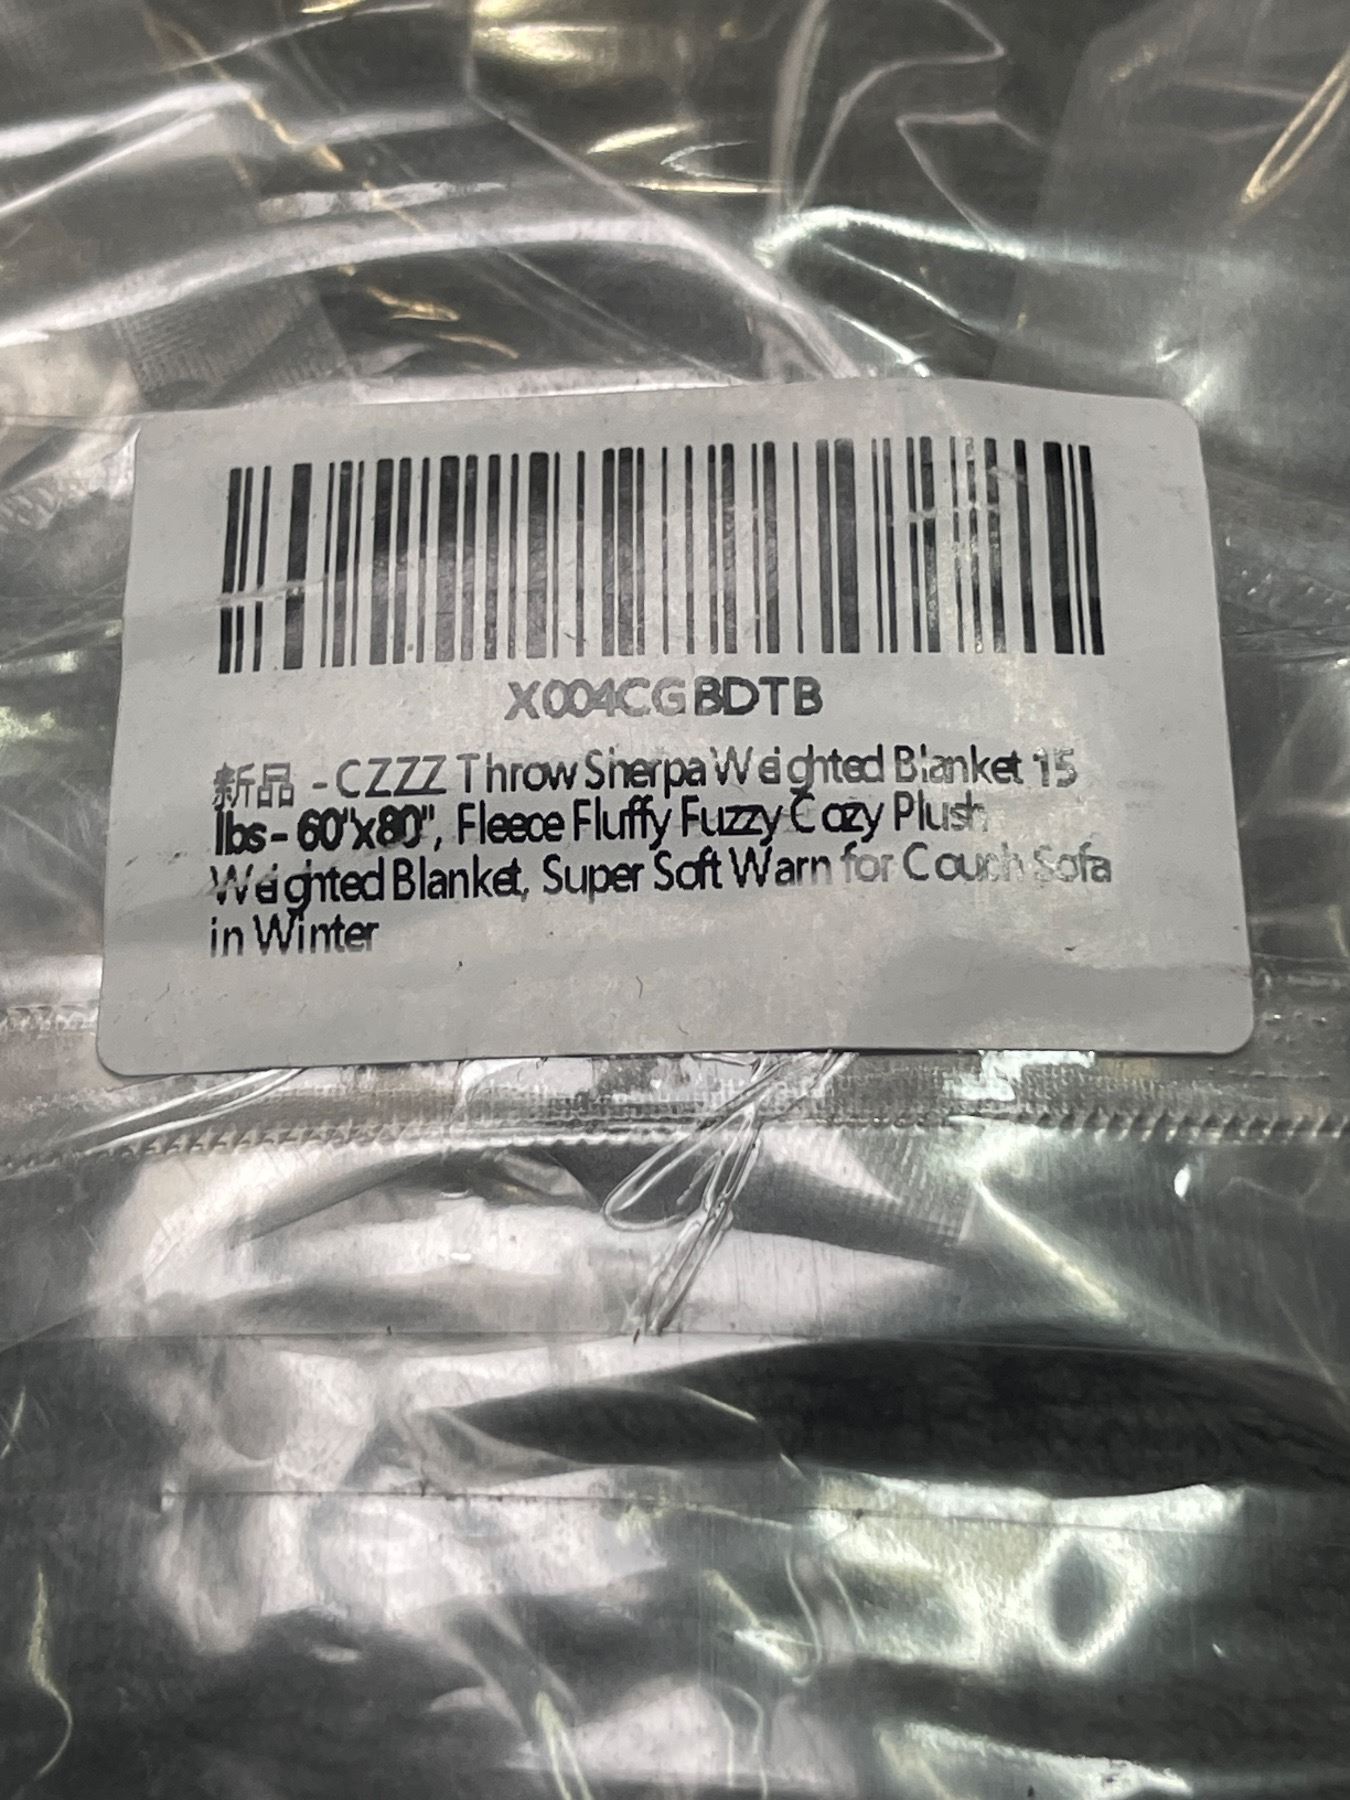 X004CGBDTB
新品 - CZZZ Throw Sherpa Weighted Blanket 15
lbs - 60"x80", Fleece Fluffy Fuzzy Cozy Plush
Weighted Blanket, Super Soft Warn for Couch Sofa
in Winter